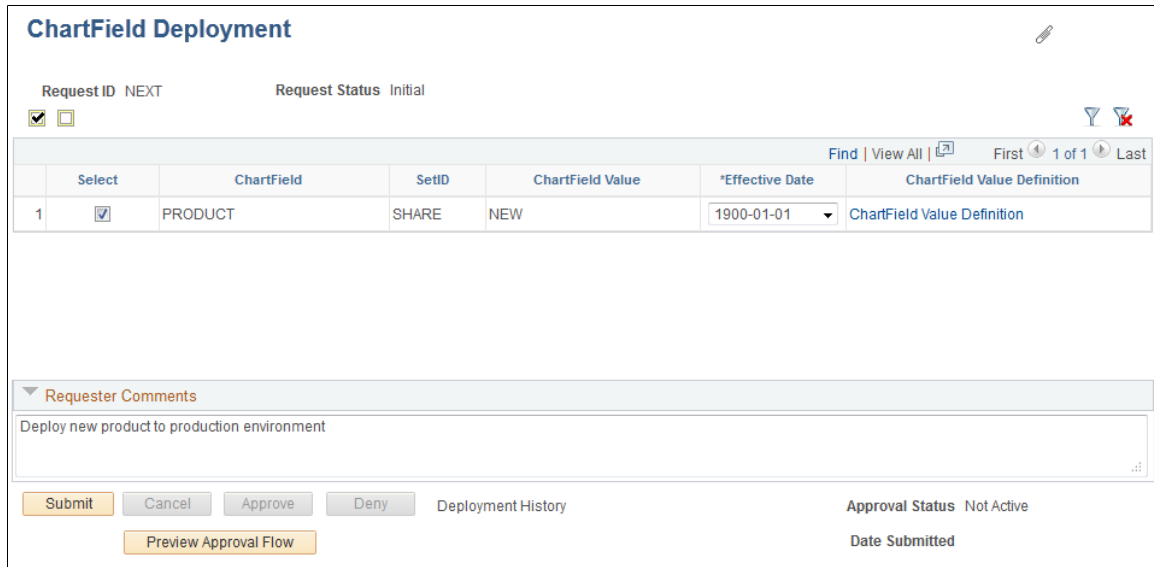 ChartField Deployment
Request ID NEXT Request Status Initial
Find | View All | First 1 of 1 Last
Select ChartField SetID ChartField Value *Effective Date ChartField Value Definition
1 PRODUCT SHARE NEW 1900-01-01 ChartField Value Definition
Requester Comments
Deploy new product to production environment
Submit Cancel Approve Deny Deployment History Approval Status Not Active
Preview Approval Flow Date Submitted